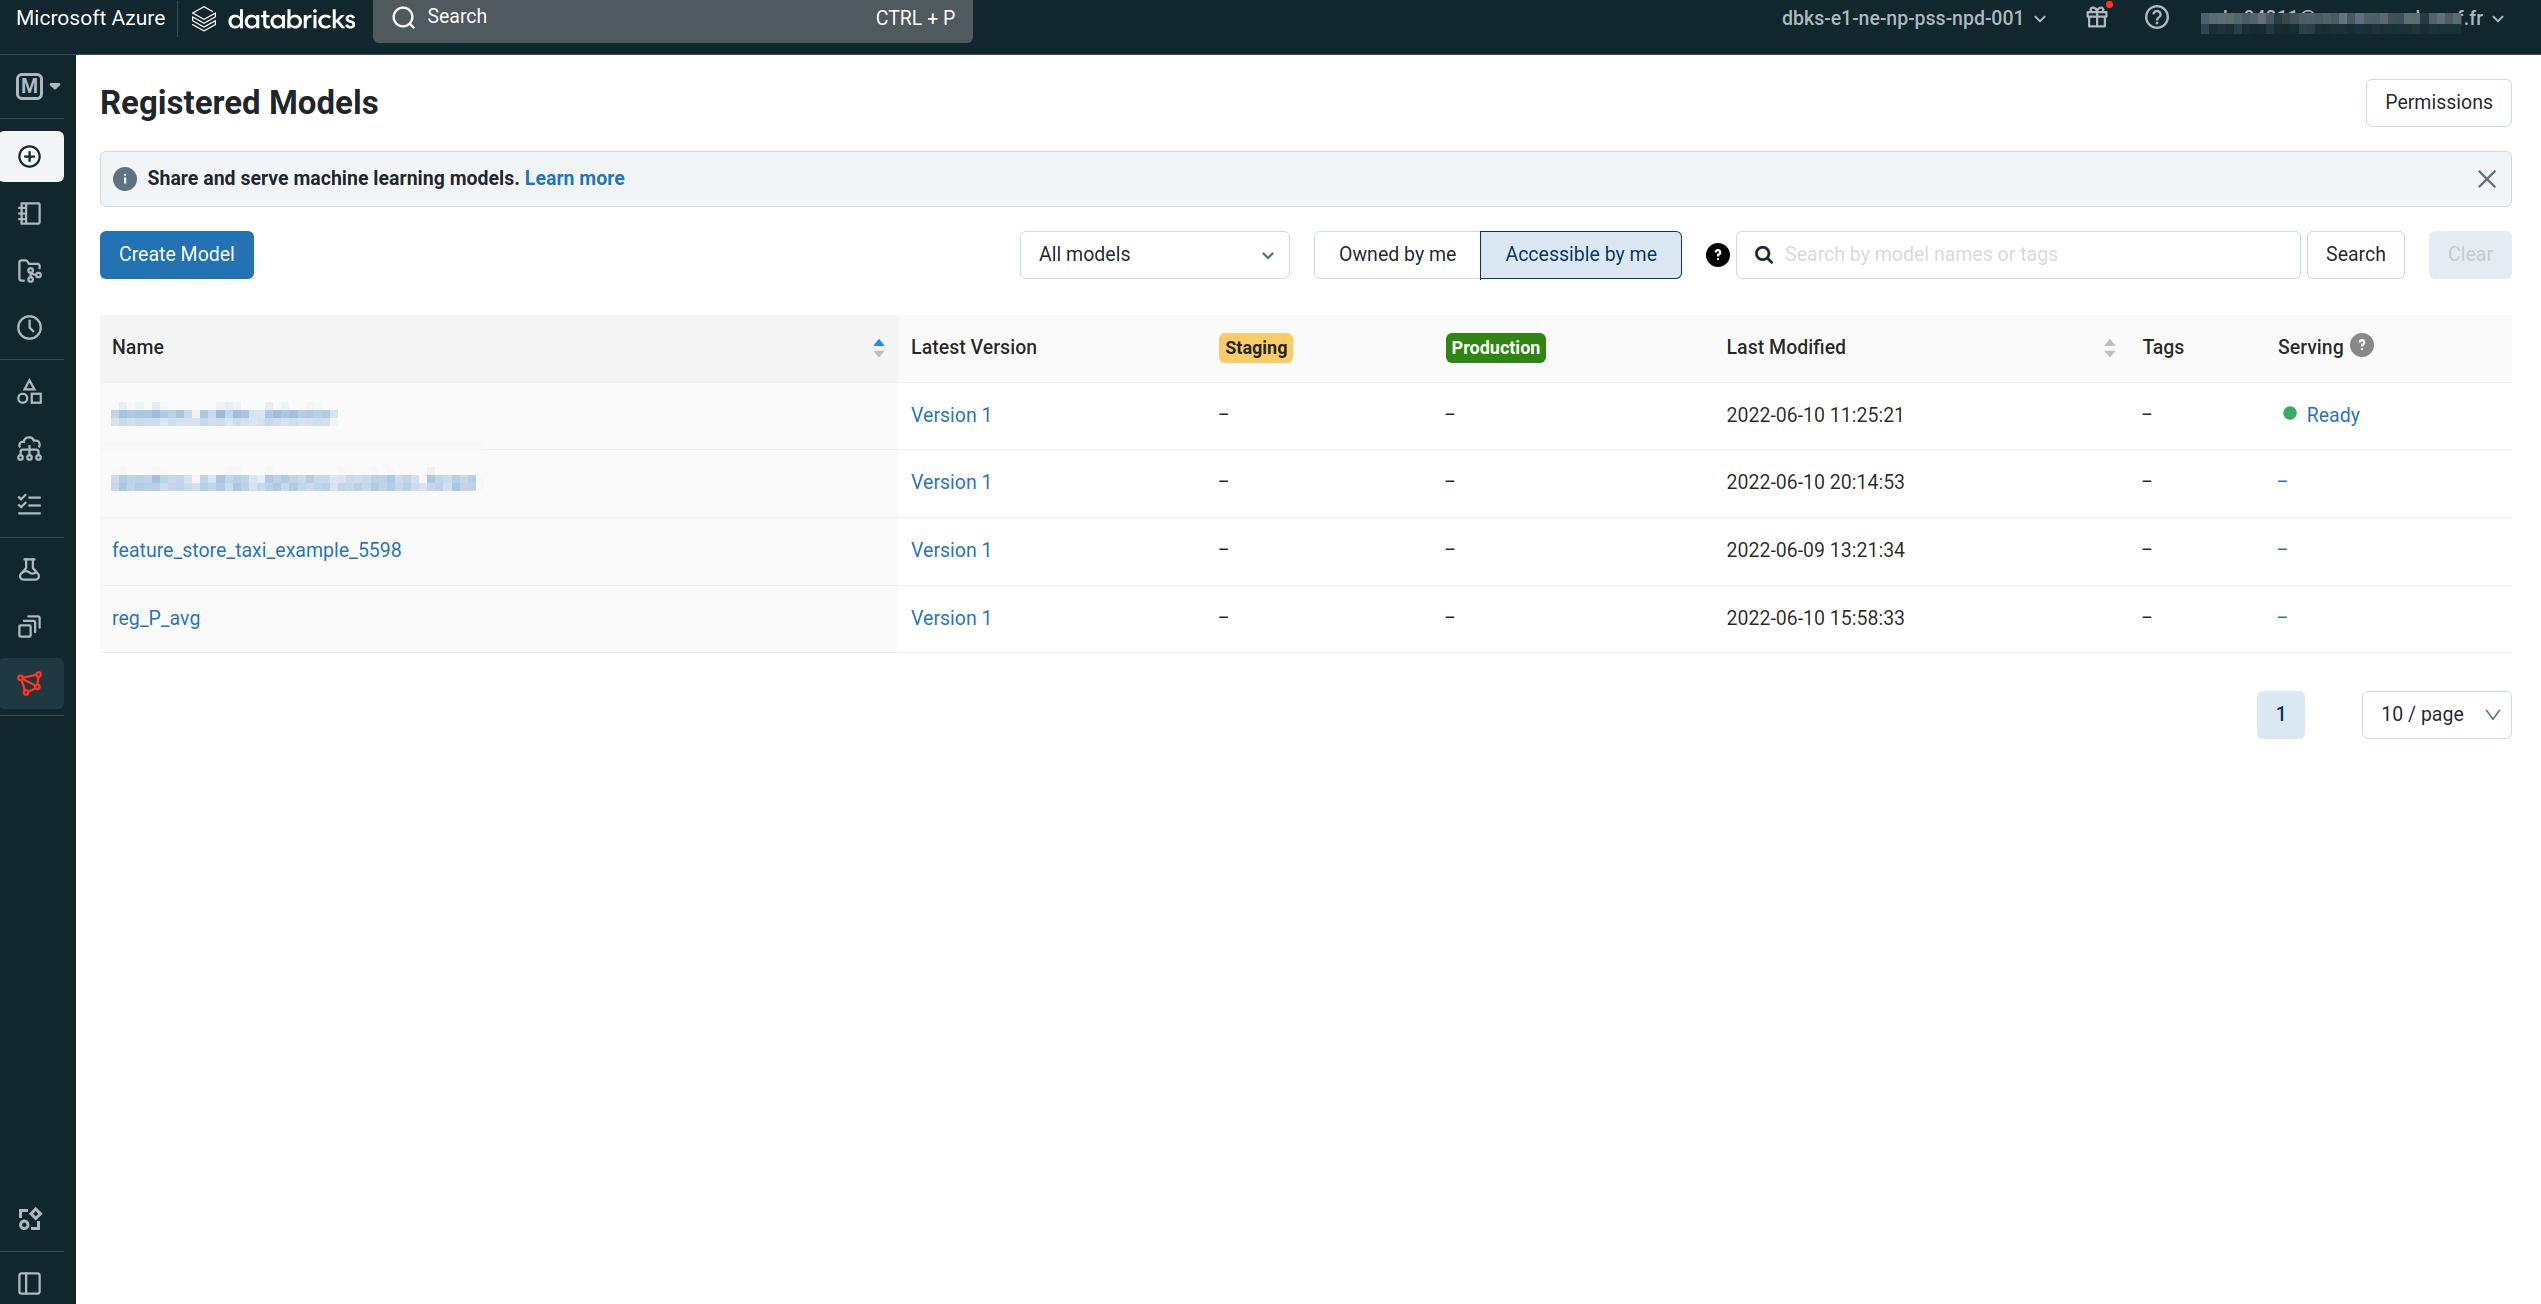 Microsoft Azure databricks Search CTRL + P dbks-e1-ne-np-pss-npd-001 .fr
M
Registered Models Permissions
Share and serve machine learning models. Learn more
Create Model All models Owned by me Accessible by me ? Search by model names or tags Search Clear
Name Latest Version Staging Production Last Modified Tags Serving ?
Version 1 – – 2022-06-10 11:25:21 – Ready
Version 1 – – 2022-06-10 20:14:53 – –
feature_store_taxi_example_5598 Version 1 – – 2022-06-09 13:21:34 – –
reg_P_avg Version 1 – – 2022-06-10 15:58:33 – –
1 10 / page